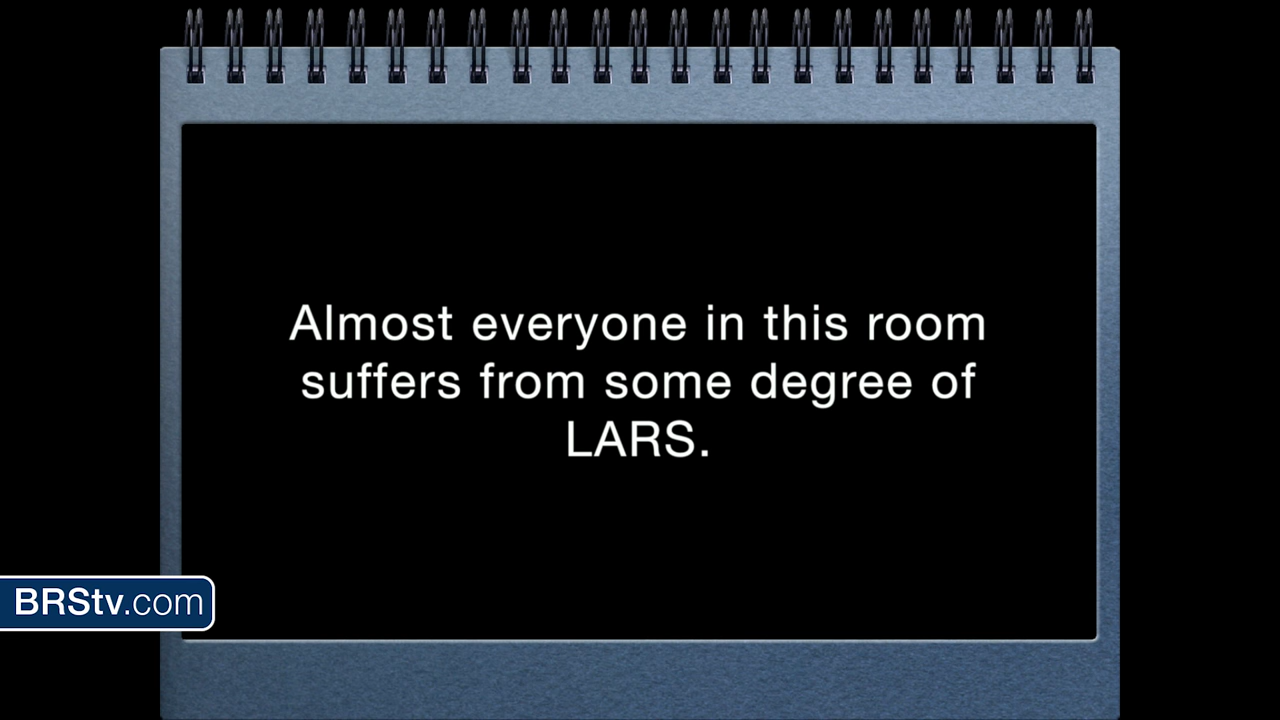 Almost everyone in this room
suffers from some degree of
LARS.
BRStv.com